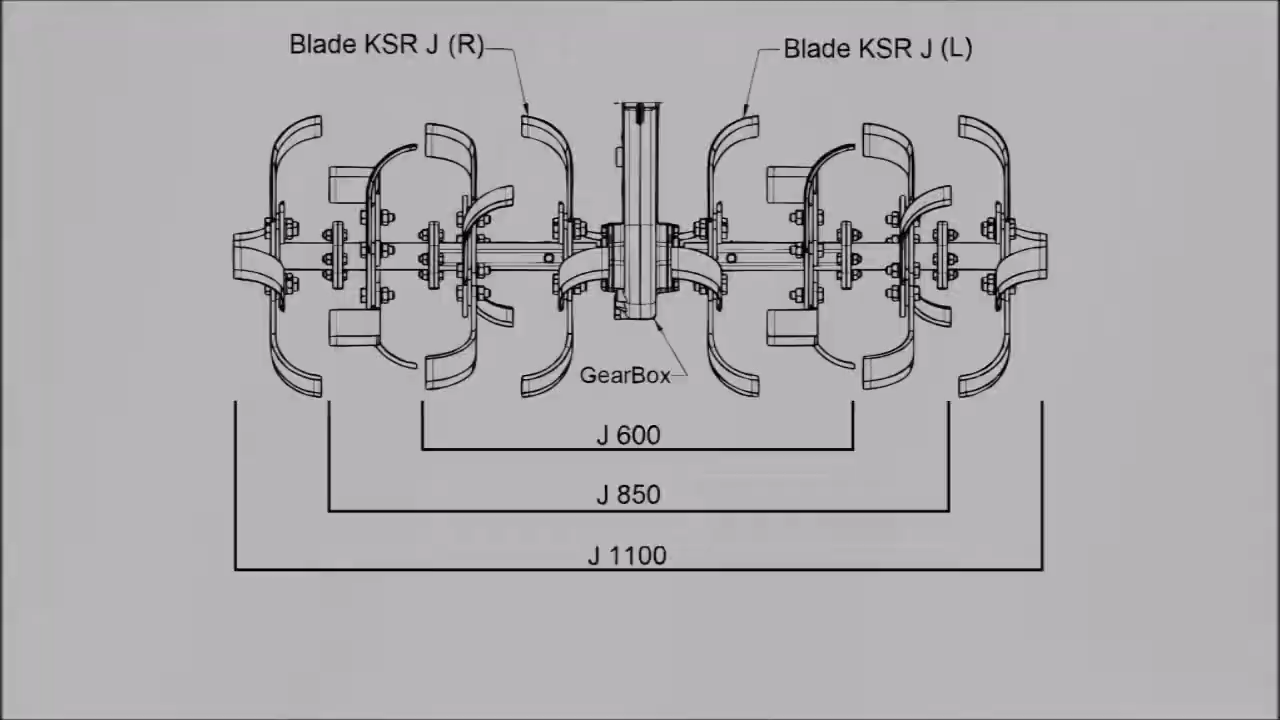 Blade KSR J (R)
Blade KSR J (L)
GearBox
J 600
J 850
J 1100